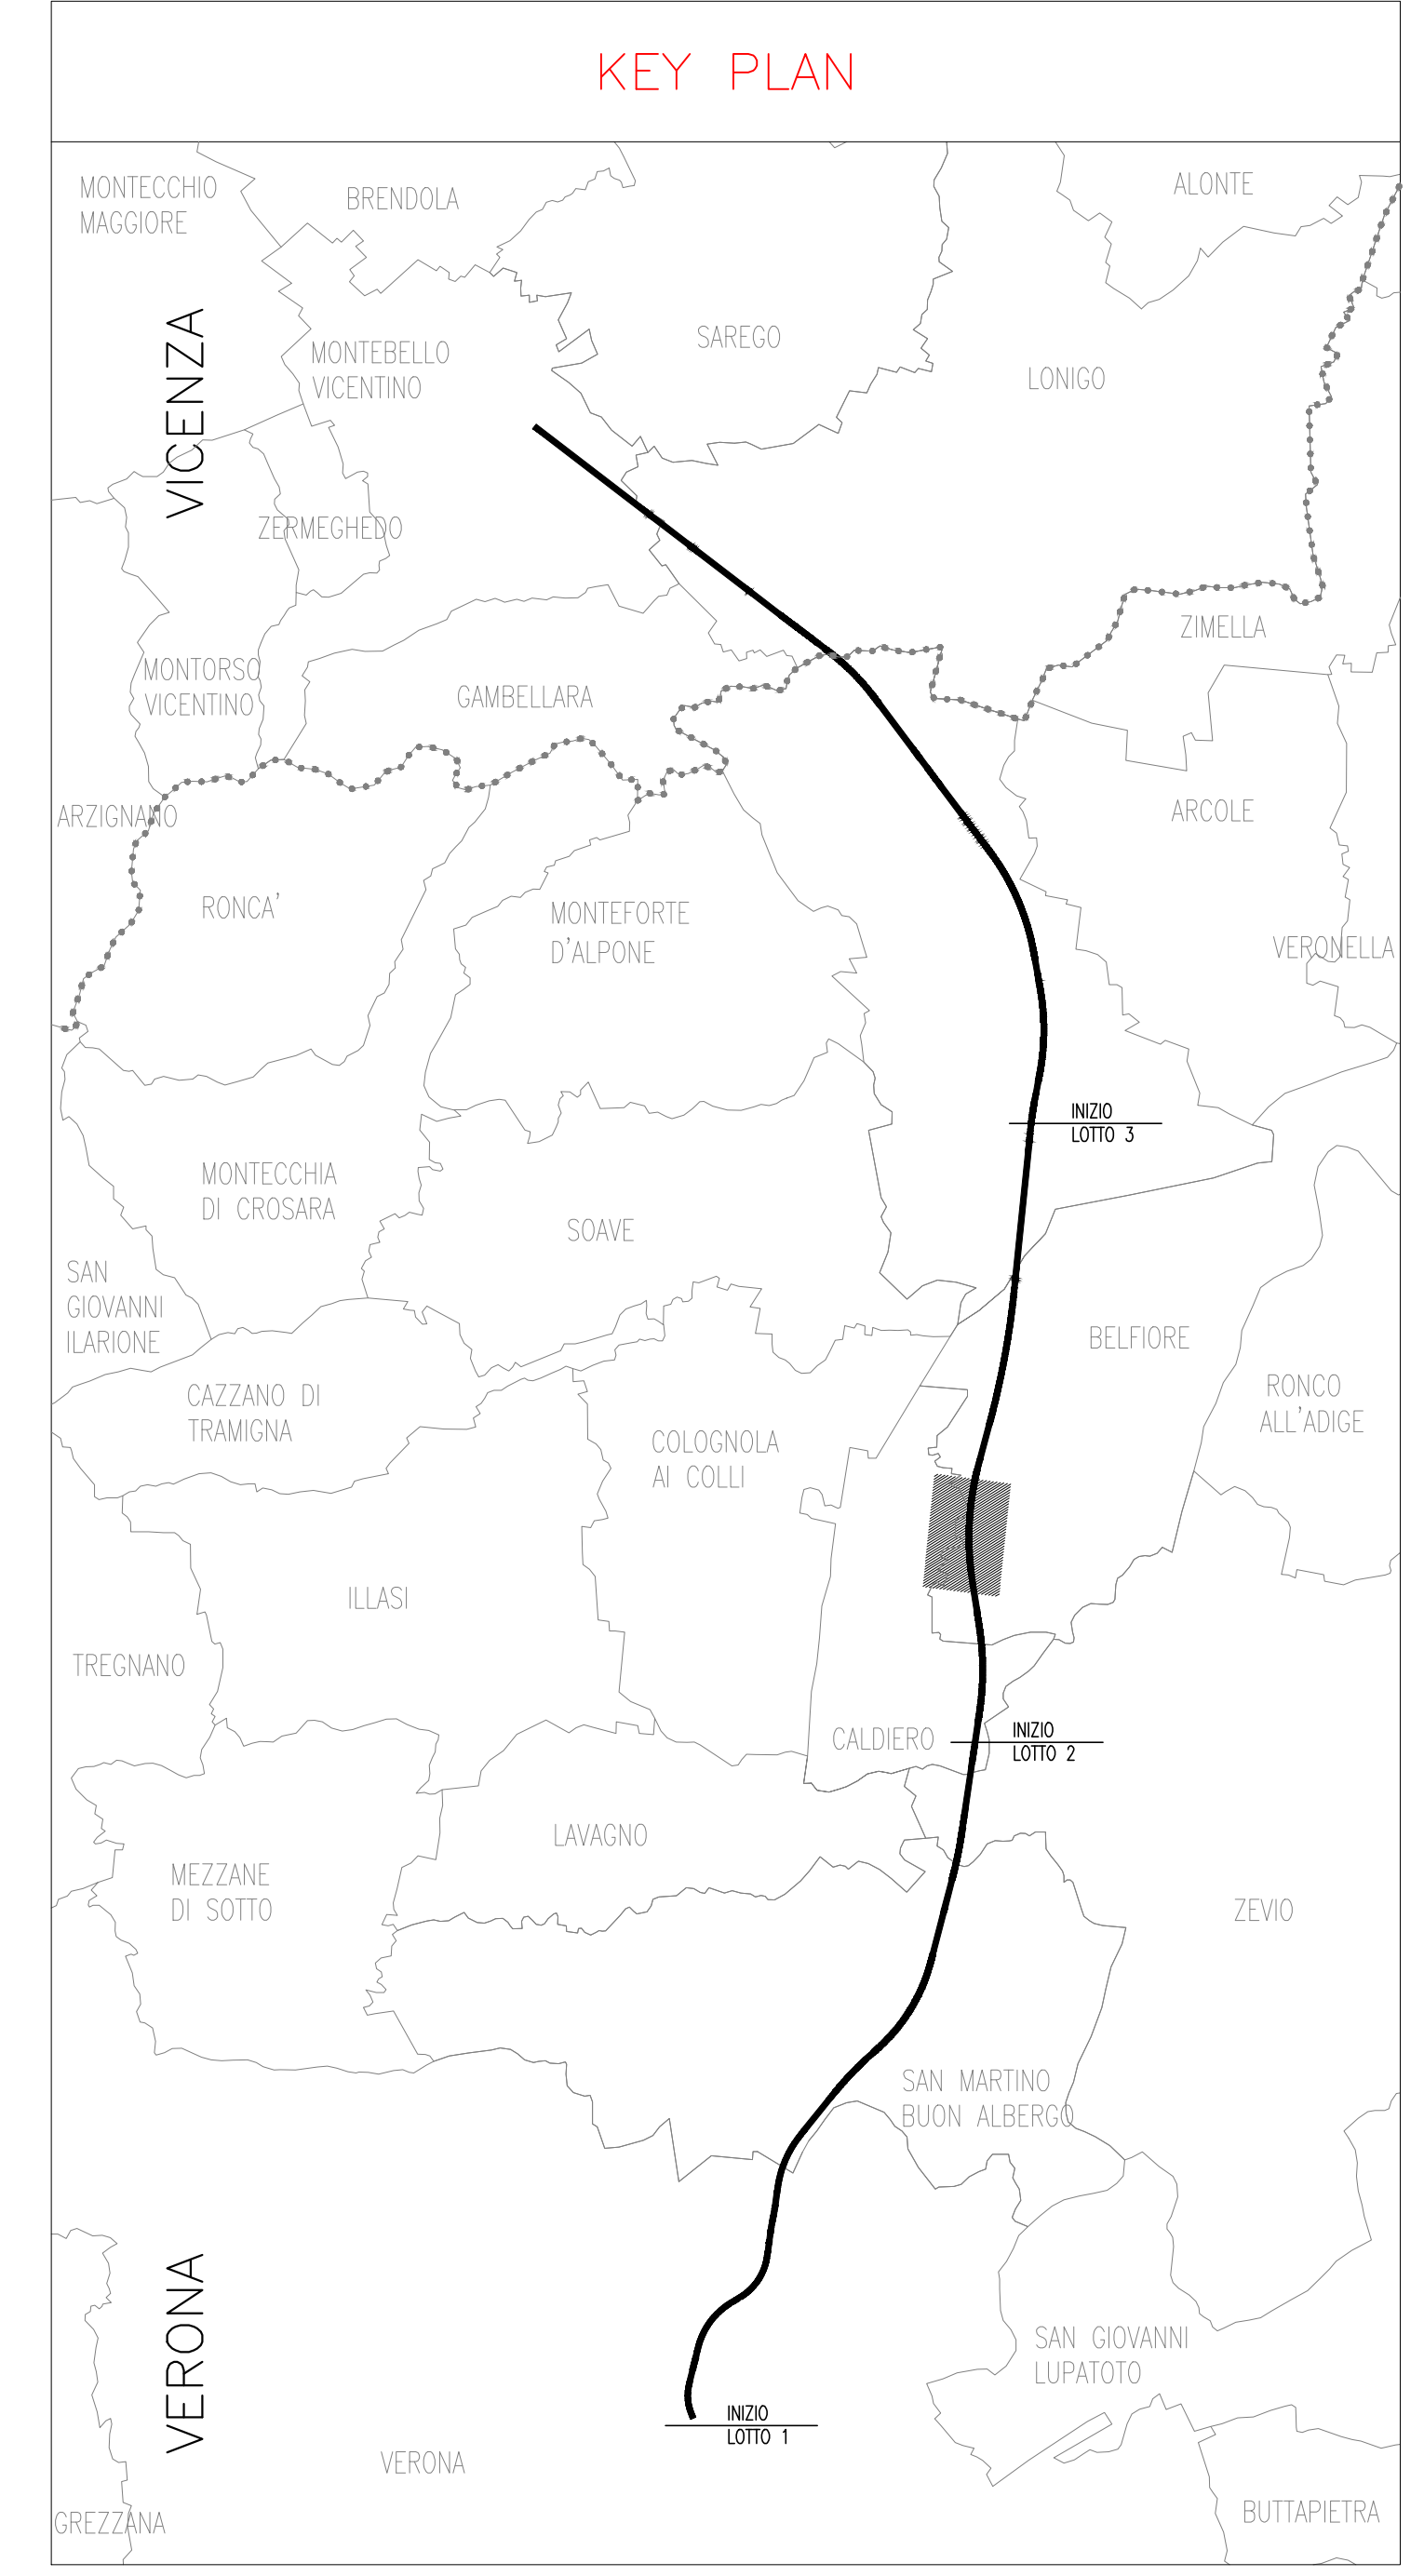 KEY PLAN
MONTECCHIO
MAGGIORE
BRENDOLA
ALONTE
VICENZA
SAREGO
MONTEBELLO
VICENTINO
LONIGO
ZERMEGHEDO
ZIMELLA
MONTORSO
VICENTINO
GAMBELLARA
ARZIGNANO
ARCOLE
RONCA'
MONTEFORTE
D'ALPONE
VERONELLA
INIZIO
LOTTO 3
MONTECCHIA
DI CROSARA
SOAVE
SAN
GIOVANNI
ILARIONE
BELFIORE
CAZZANO DI
TRAMIGNA
RONCO
ALL'ADIGE
COLOGNOLA
AI COLLI
ILLASI
TREGNANO
CALDIERO
INIZIO
LOTTO 2
LAVAGNO
MEZZANE
DI SOTTO
ZEVIO
SAN MARTINO
BUON ALBERGO
VERONA
SAN GIOVANNI
LUPATOTO
INIZIO
LOTTO 1
VERONA
GREZZANA
BUTTAPIETRA